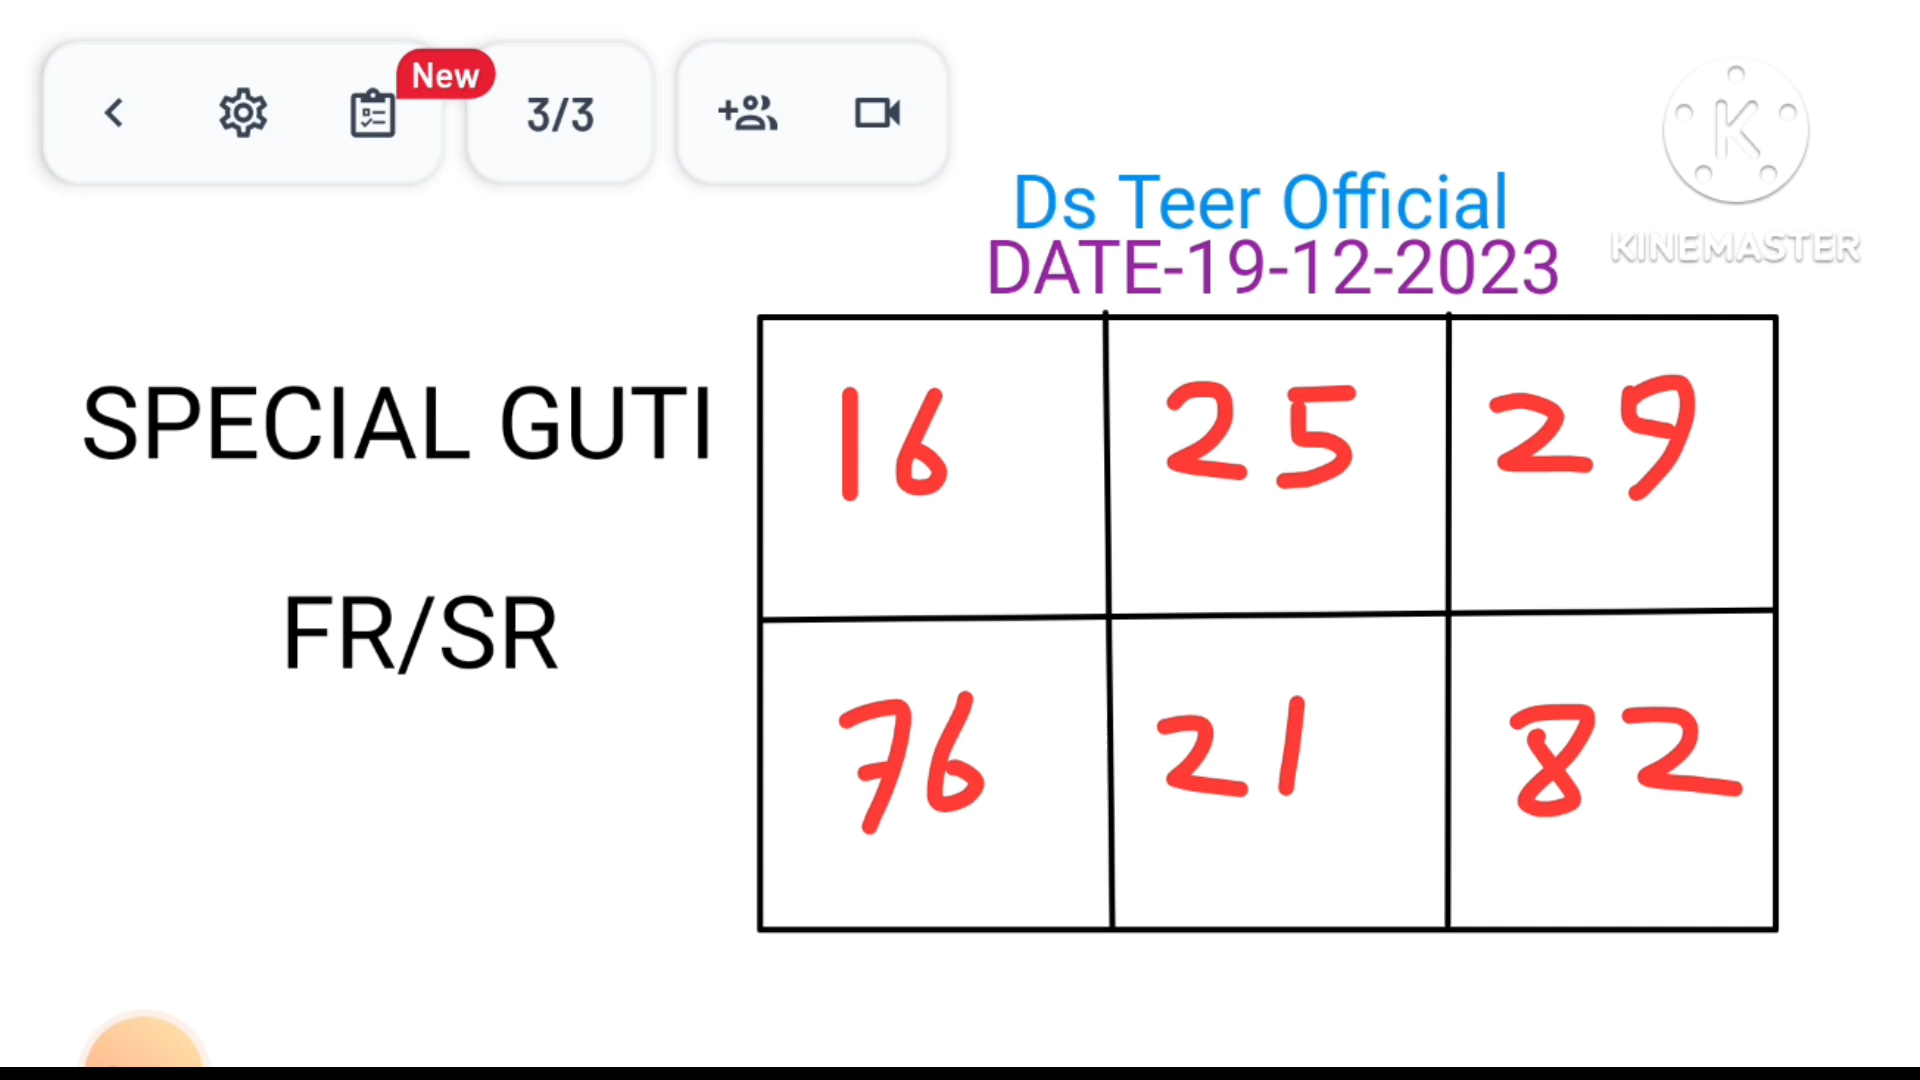 New
3/3
K
KINEMASTER
Ds Teer Official
DATE-19-12-2023
SPECIAL GUTI
16 25 29
FR/SR
76 21 82